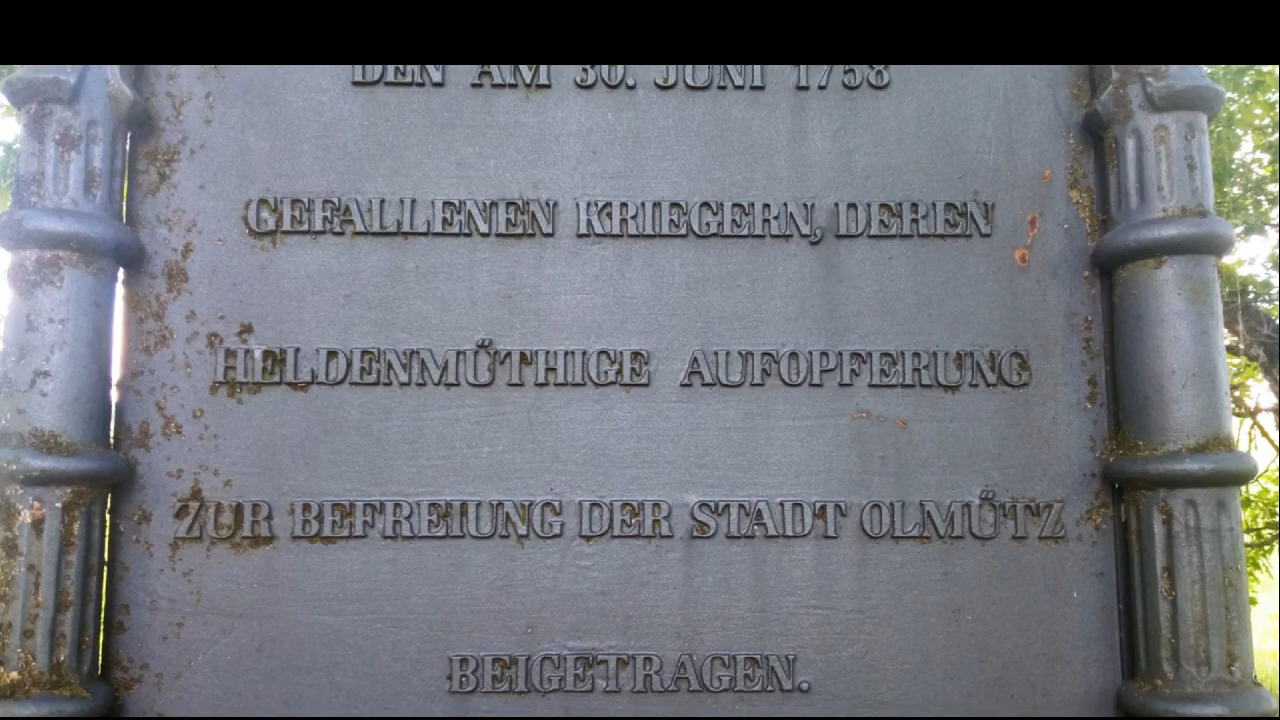 DEN AM 30. JUNI 1758
GEFALLENEN KRIEGERN, DEREN
HELDENMÜTHIGE AUFOPFERUNG
ZUR BEFREIUNG DER STADT OLMÜTZ
BEIGETRAGEN.